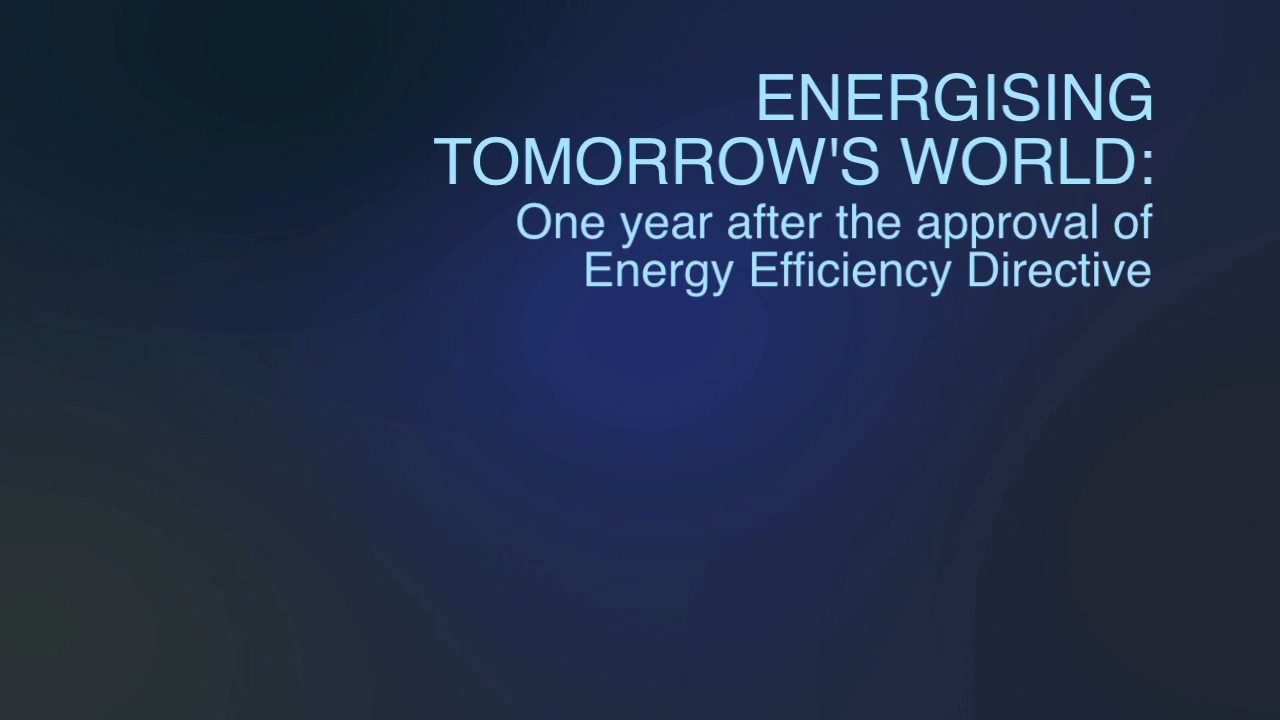 ENERGISING
TOMORROW'S WORLD:
One year after the approval of
Energy Efficiency Directive